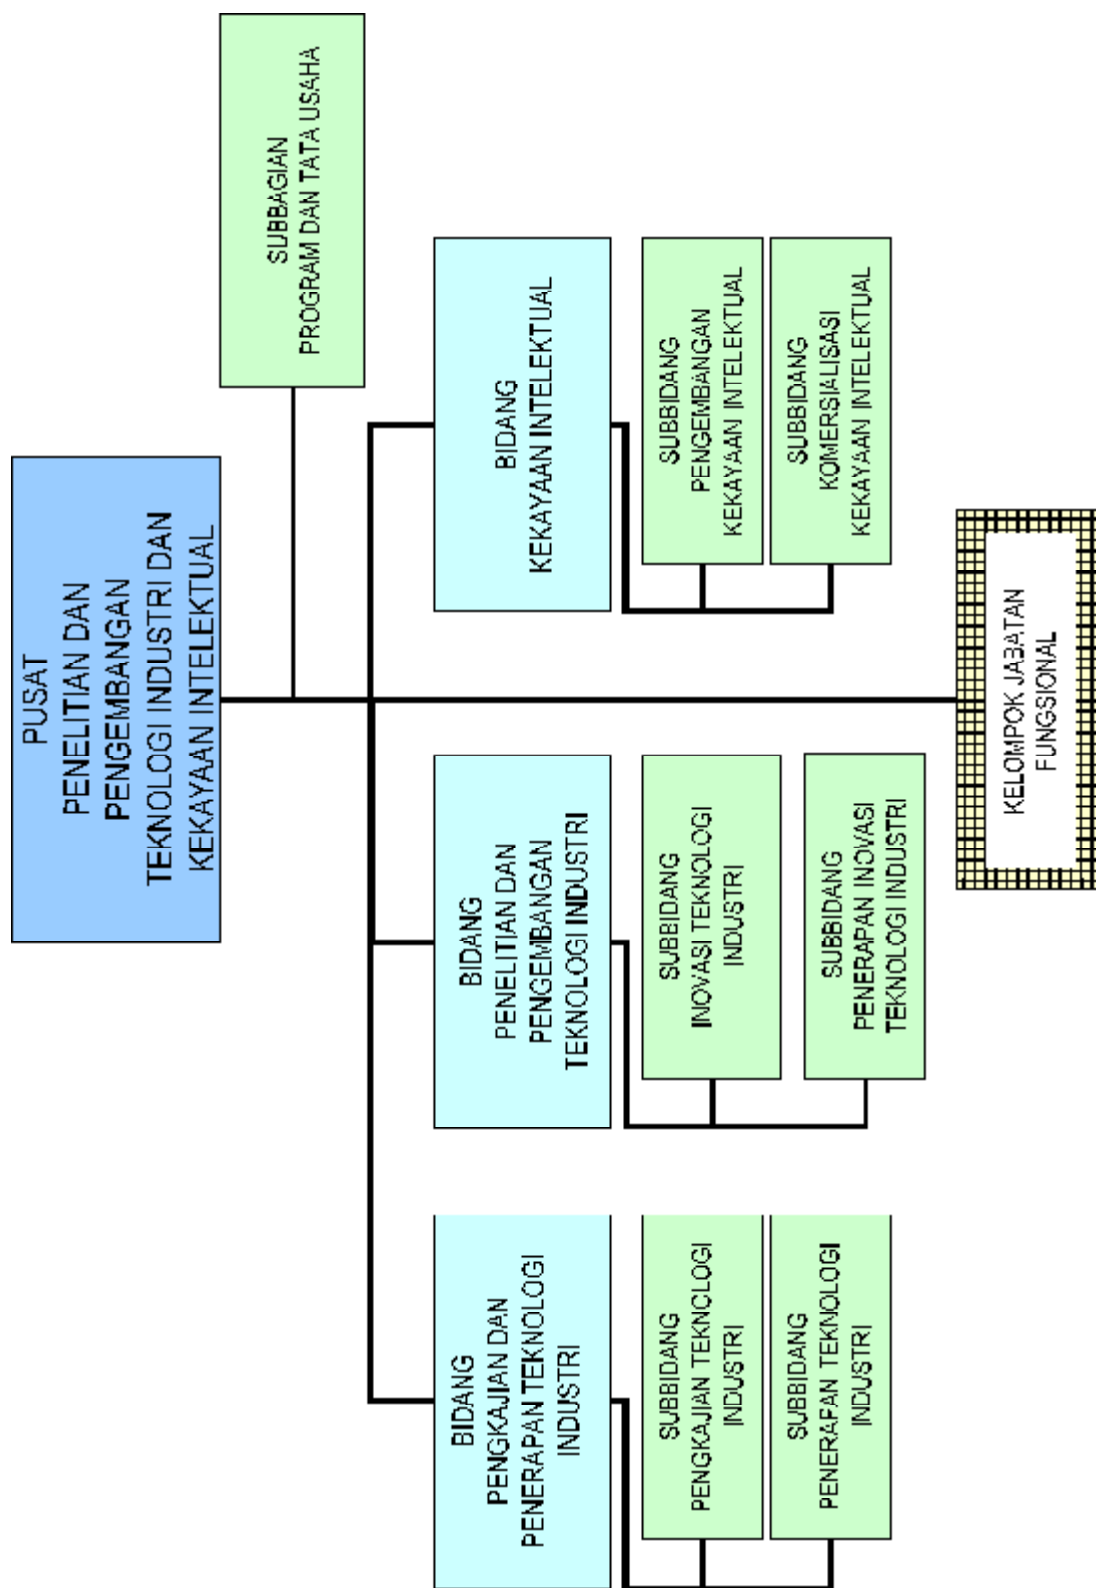 PUSAT
PENELITIAN DAN
PENGEMBANGAN
TEKNOLOGI INDUSTRI DAN
KEKAYAAN INTELEKTUAL
SUBBAGIAN
PROGRAM DAN TATA USAHA
BIDANG
PENGKAJIAN DAN
PENERAPAN TEKNOLOGI
INDUSTRI
BIDANG
PENELITIAN DAN
PENGEMBANGAN
TEKNOLOGI INDUSTRI
BIDANG
KEKAYAAN INTELEKTUAL
SUBBIDANG
PENGKAJIAN TEKNOLOGI
INDUSTRI
SUBBIDANG
PENERAPAN TEKNOLOGI
INDUSTRI
SUBBIDANG
INOVASI TEKNOLOGI
INDUSTRI
SUBBIDANG
PENERAPAN INOVASI
TEKNOLOGI INDUSTRI
SUBBIDANG
PENGEMBANGAN
KEKAYAAN INTELEKTUAL
SUBBIDANG
KOMERSIALISASI
KEKAYAAN INTELEKTUAL
KELOMPOK JABATAN
FUNGSIONAL